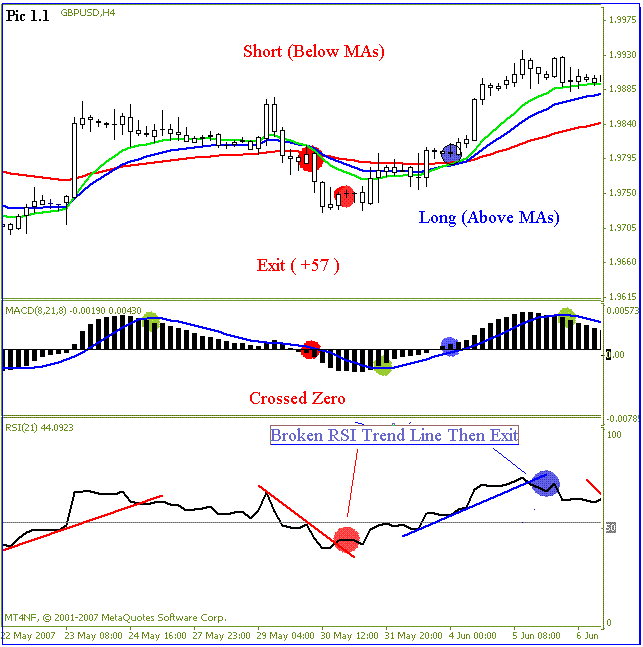 Pic 1.1 GBPUSD,H4
1.9975
Short (Below MAs)
1.9930
1.9885
1.9840
1.9795
1.9750
Long (Above MAs)
1.9705
Exit ( +57 )
1.9660
1.9615
MACD(8,21,8) -0.00190 0.00430
0.00573
0.00
Crossed Zero
-0.00785
RSI(21) 44.0923
100
Broken RSI Trend Line Then Exit
50
MT4NF, © 2001-2007 MetaQuotes Software Corp.
0
22 May 2007 23 May 08:00 24 May 16:00 27 May 23:00 29 May 04:00 30 May 12:00 31 May 20:00 4 Jun 00:00 5 Jun 08:00 6 Jun